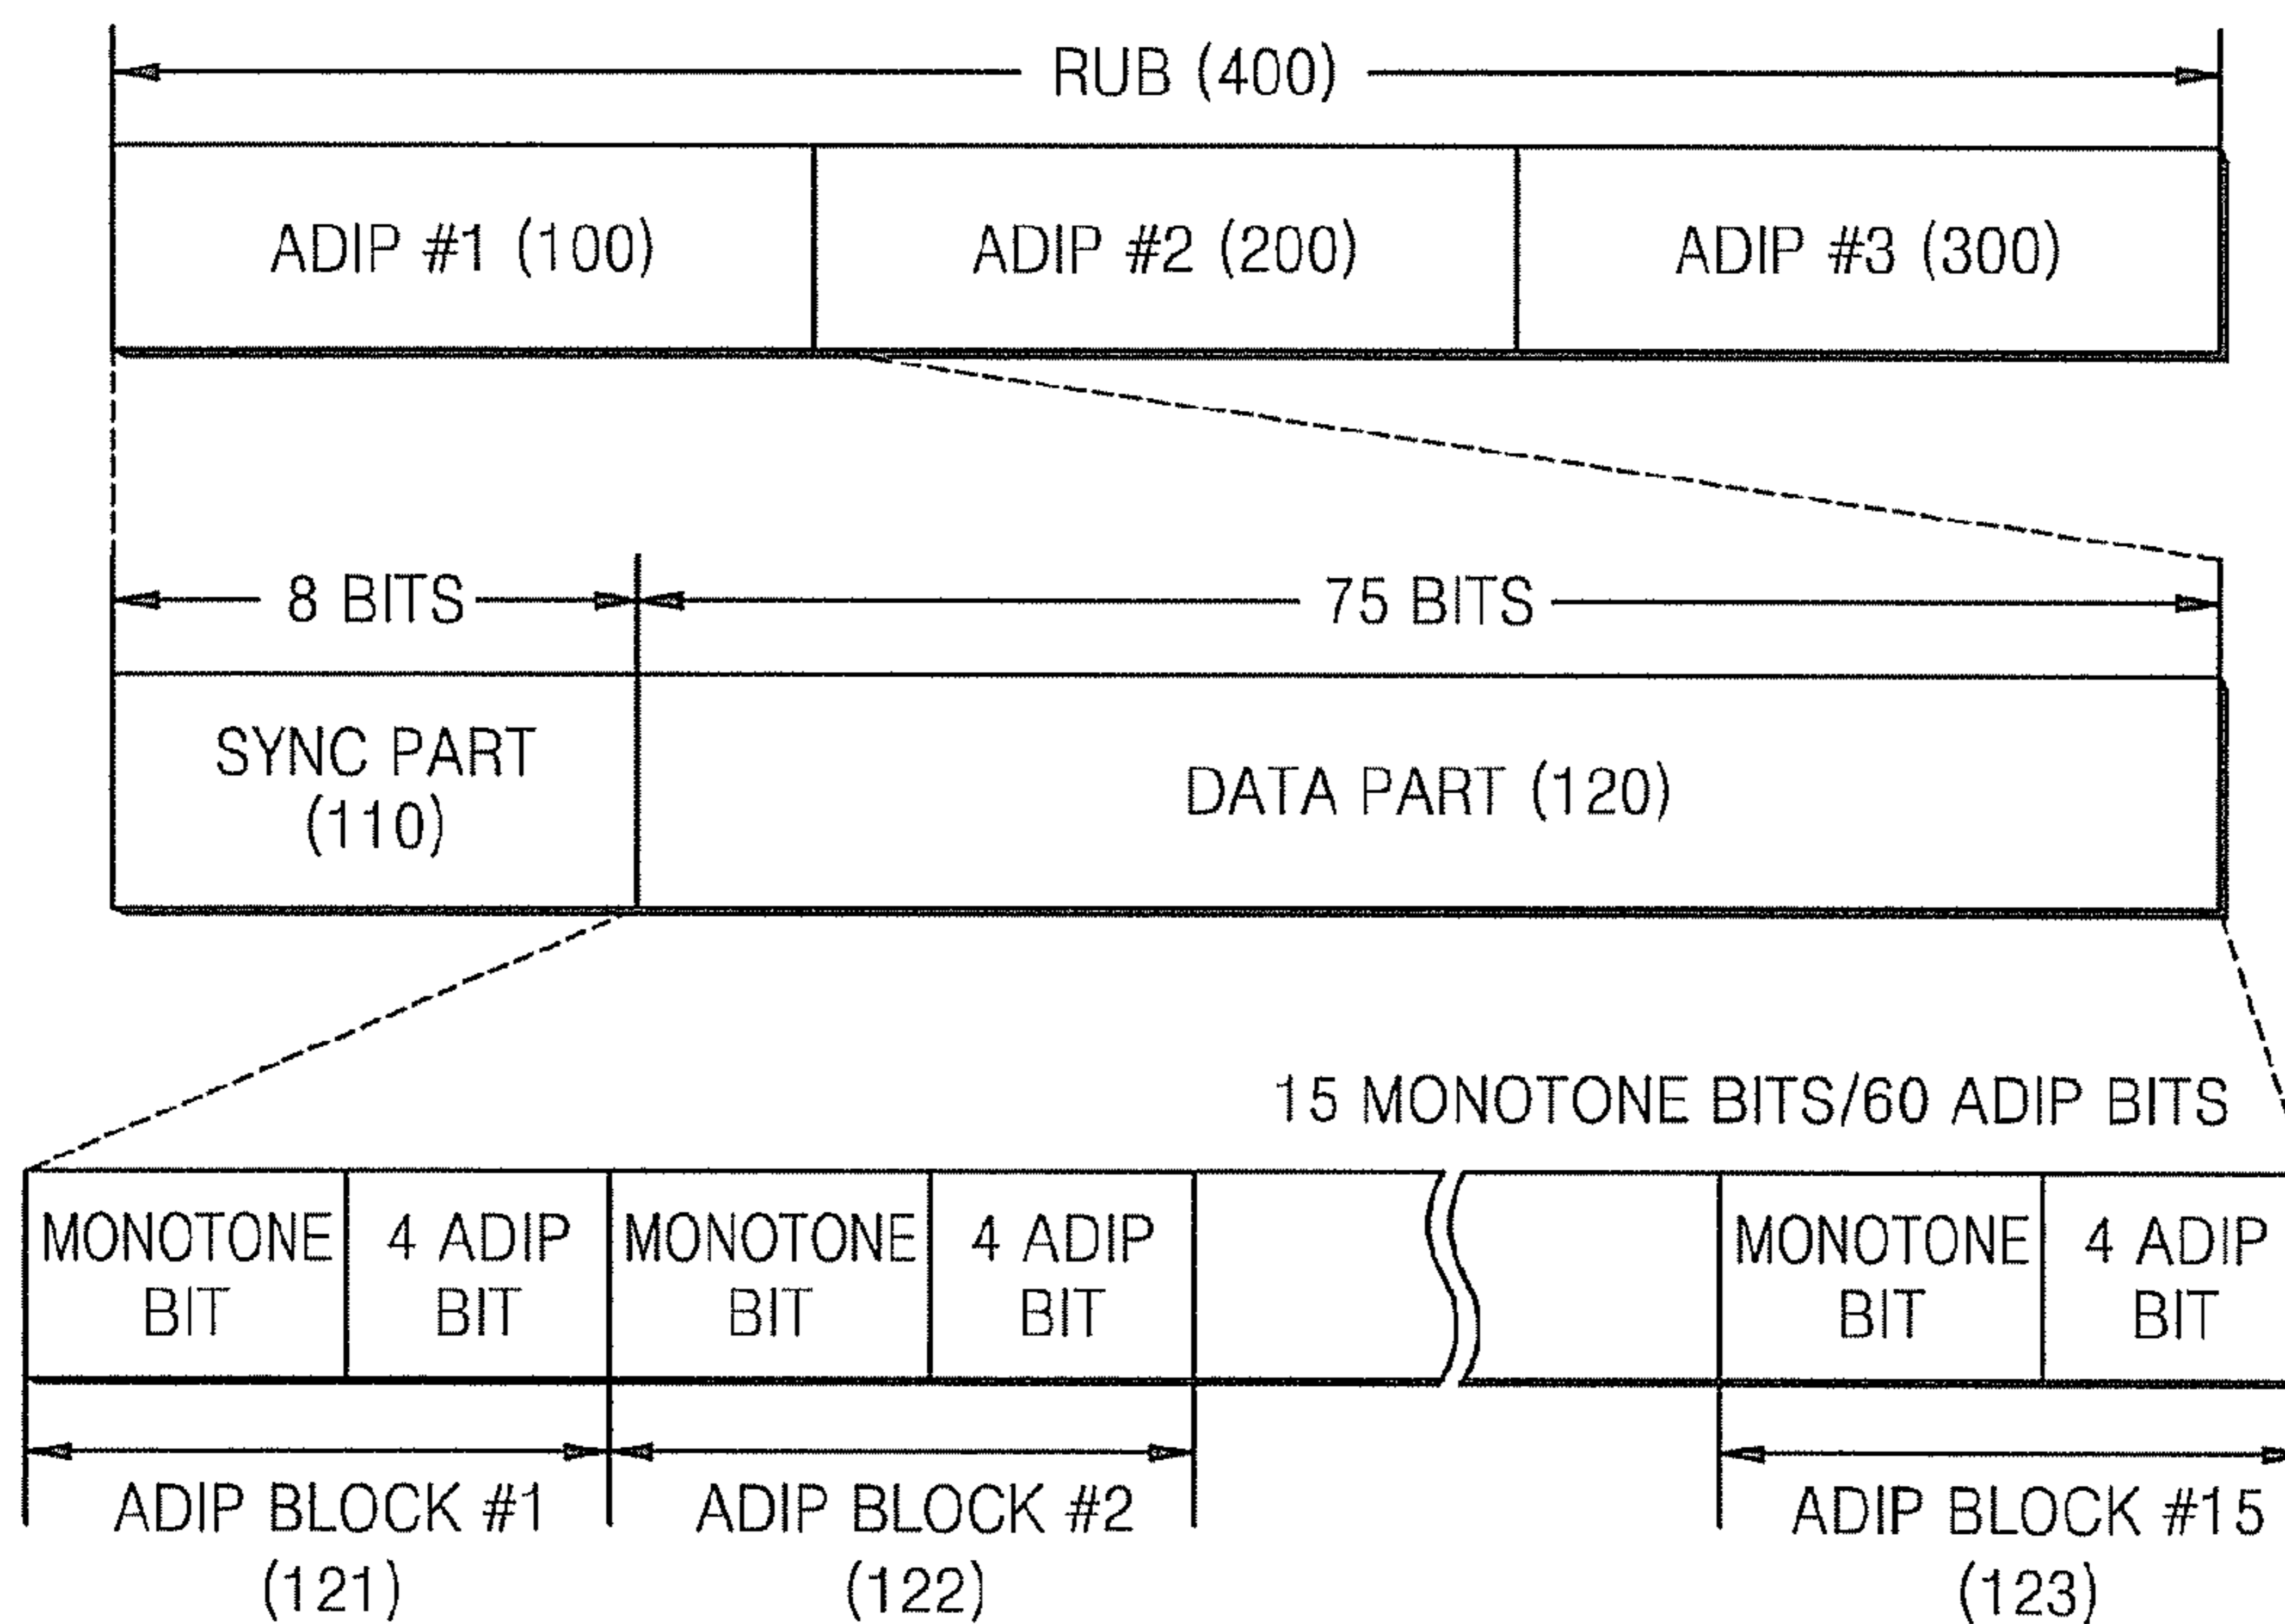 RUB (400)
ADIP #1 (100) ADIP #2 (200) ADIP #3 (300)
8 BITS 75 BITS
SYNC PART
(110)
DATA PART (120)
15 MONOTONE BITS/60 ADIP BITS
MONOTONE
BIT
4 ADIP
BIT
MONOTONE
BIT
4 ADIP
BIT
MONOTONE
BIT
4 ADIP
BIT
ADIP BLOCK #1
(121)
ADIP BLOCK #2
(122)
ADIP BLOCK #15
(123)